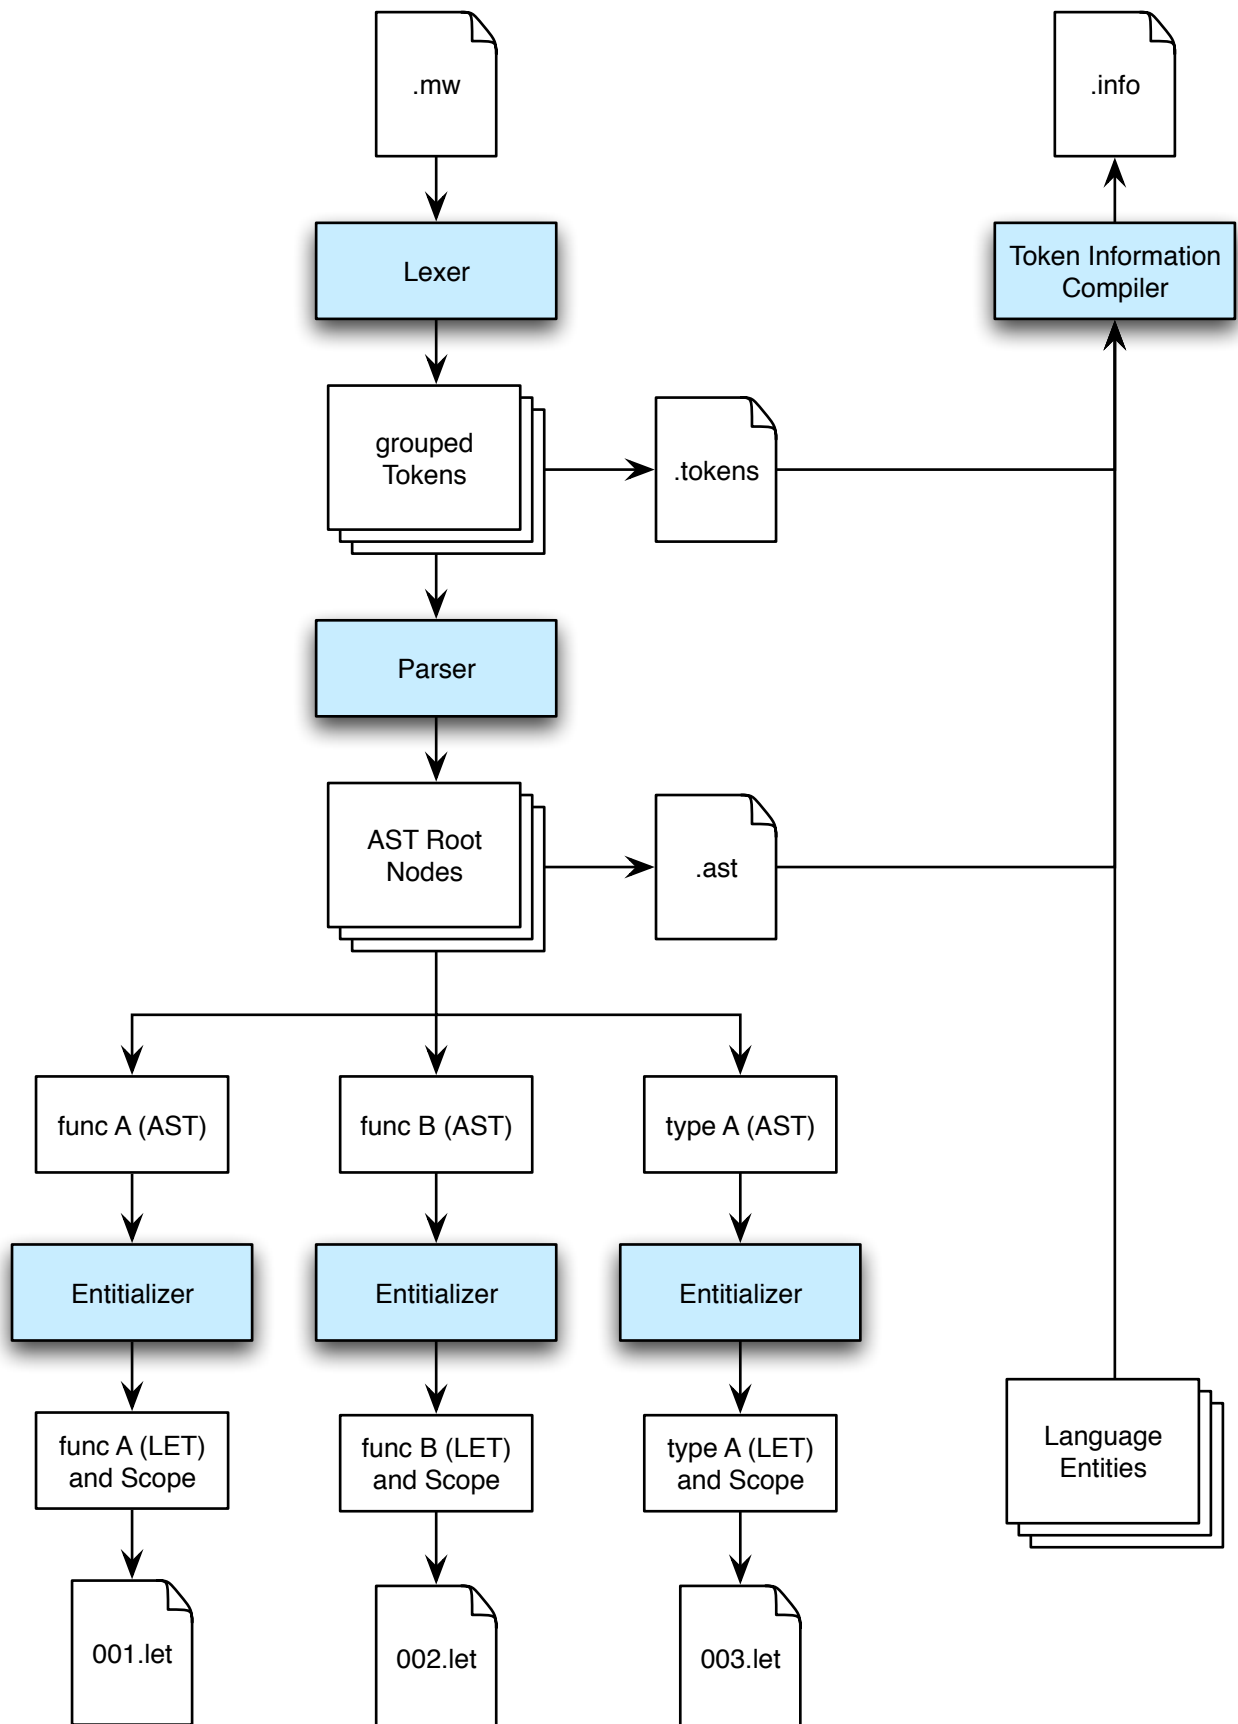 .mw
.info
Lexer
Token Information
Compiler
grouped
Tokens
.tokens
Parser
AST Root
Nodes
.ast
func A (AST)
func B (AST)
type A (AST)
Entitializer
Entitializer
Entitializer
func A (LET)
and Scope
func B (LET)
and Scope
type A (LET)
and Scope
Language
Entities
001.let
002.let
003.let